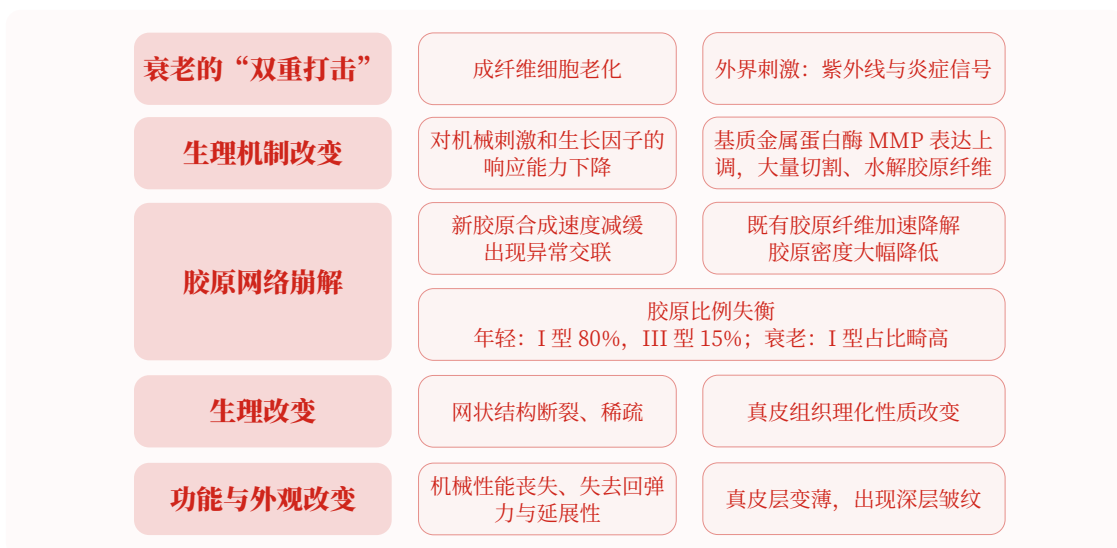 衰老的“双重打击”
成纤维细胞老化
外界刺激：紫外线与炎症信号
生理机制改变
对机械刺激和生长因子的
响应能力下降
基质金属蛋白酶 MMP 表达上
调，大量切割、水解胶原纤维
胶原网络崩解
新胶原合成速度减缓
出现异常交联
既有胶原纤维加速降解
胶原密度大幅降低
胶原比例失衡
年轻：I 型 80%，III 型 15%；衰老：I 型占比畸高
生理改变
网状结构断裂、稀疏
真皮组织理化性质改变
功能与外观改变
机械性能丧失、失去回弹
力与延展性
真皮层变薄，出现深层皱纹